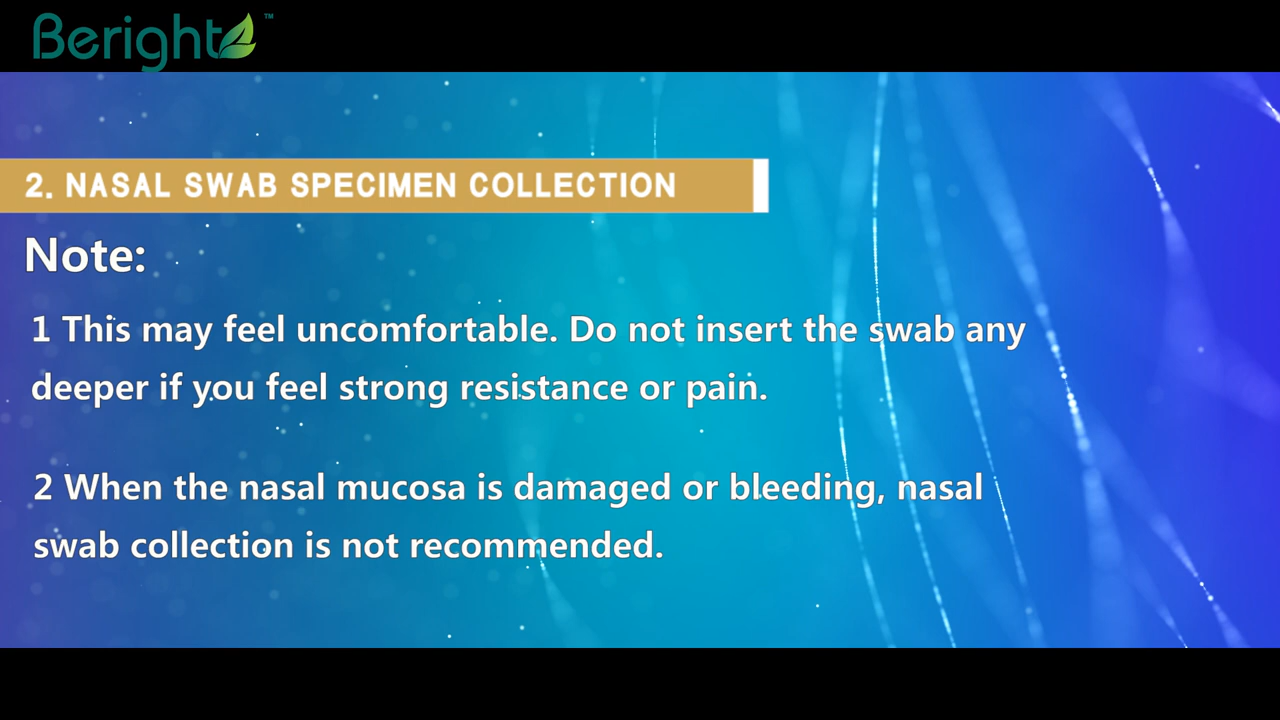 Beright™
2. NASAL SWAB SPECIMEN COLLECTION
Note:
1 This may feel uncomfortable. Do not insert the swab any
deeper if you feel strong resistance or pain.
2 When the nasal mucosa is damaged or bleeding, nasal
swab collection is not recommended.